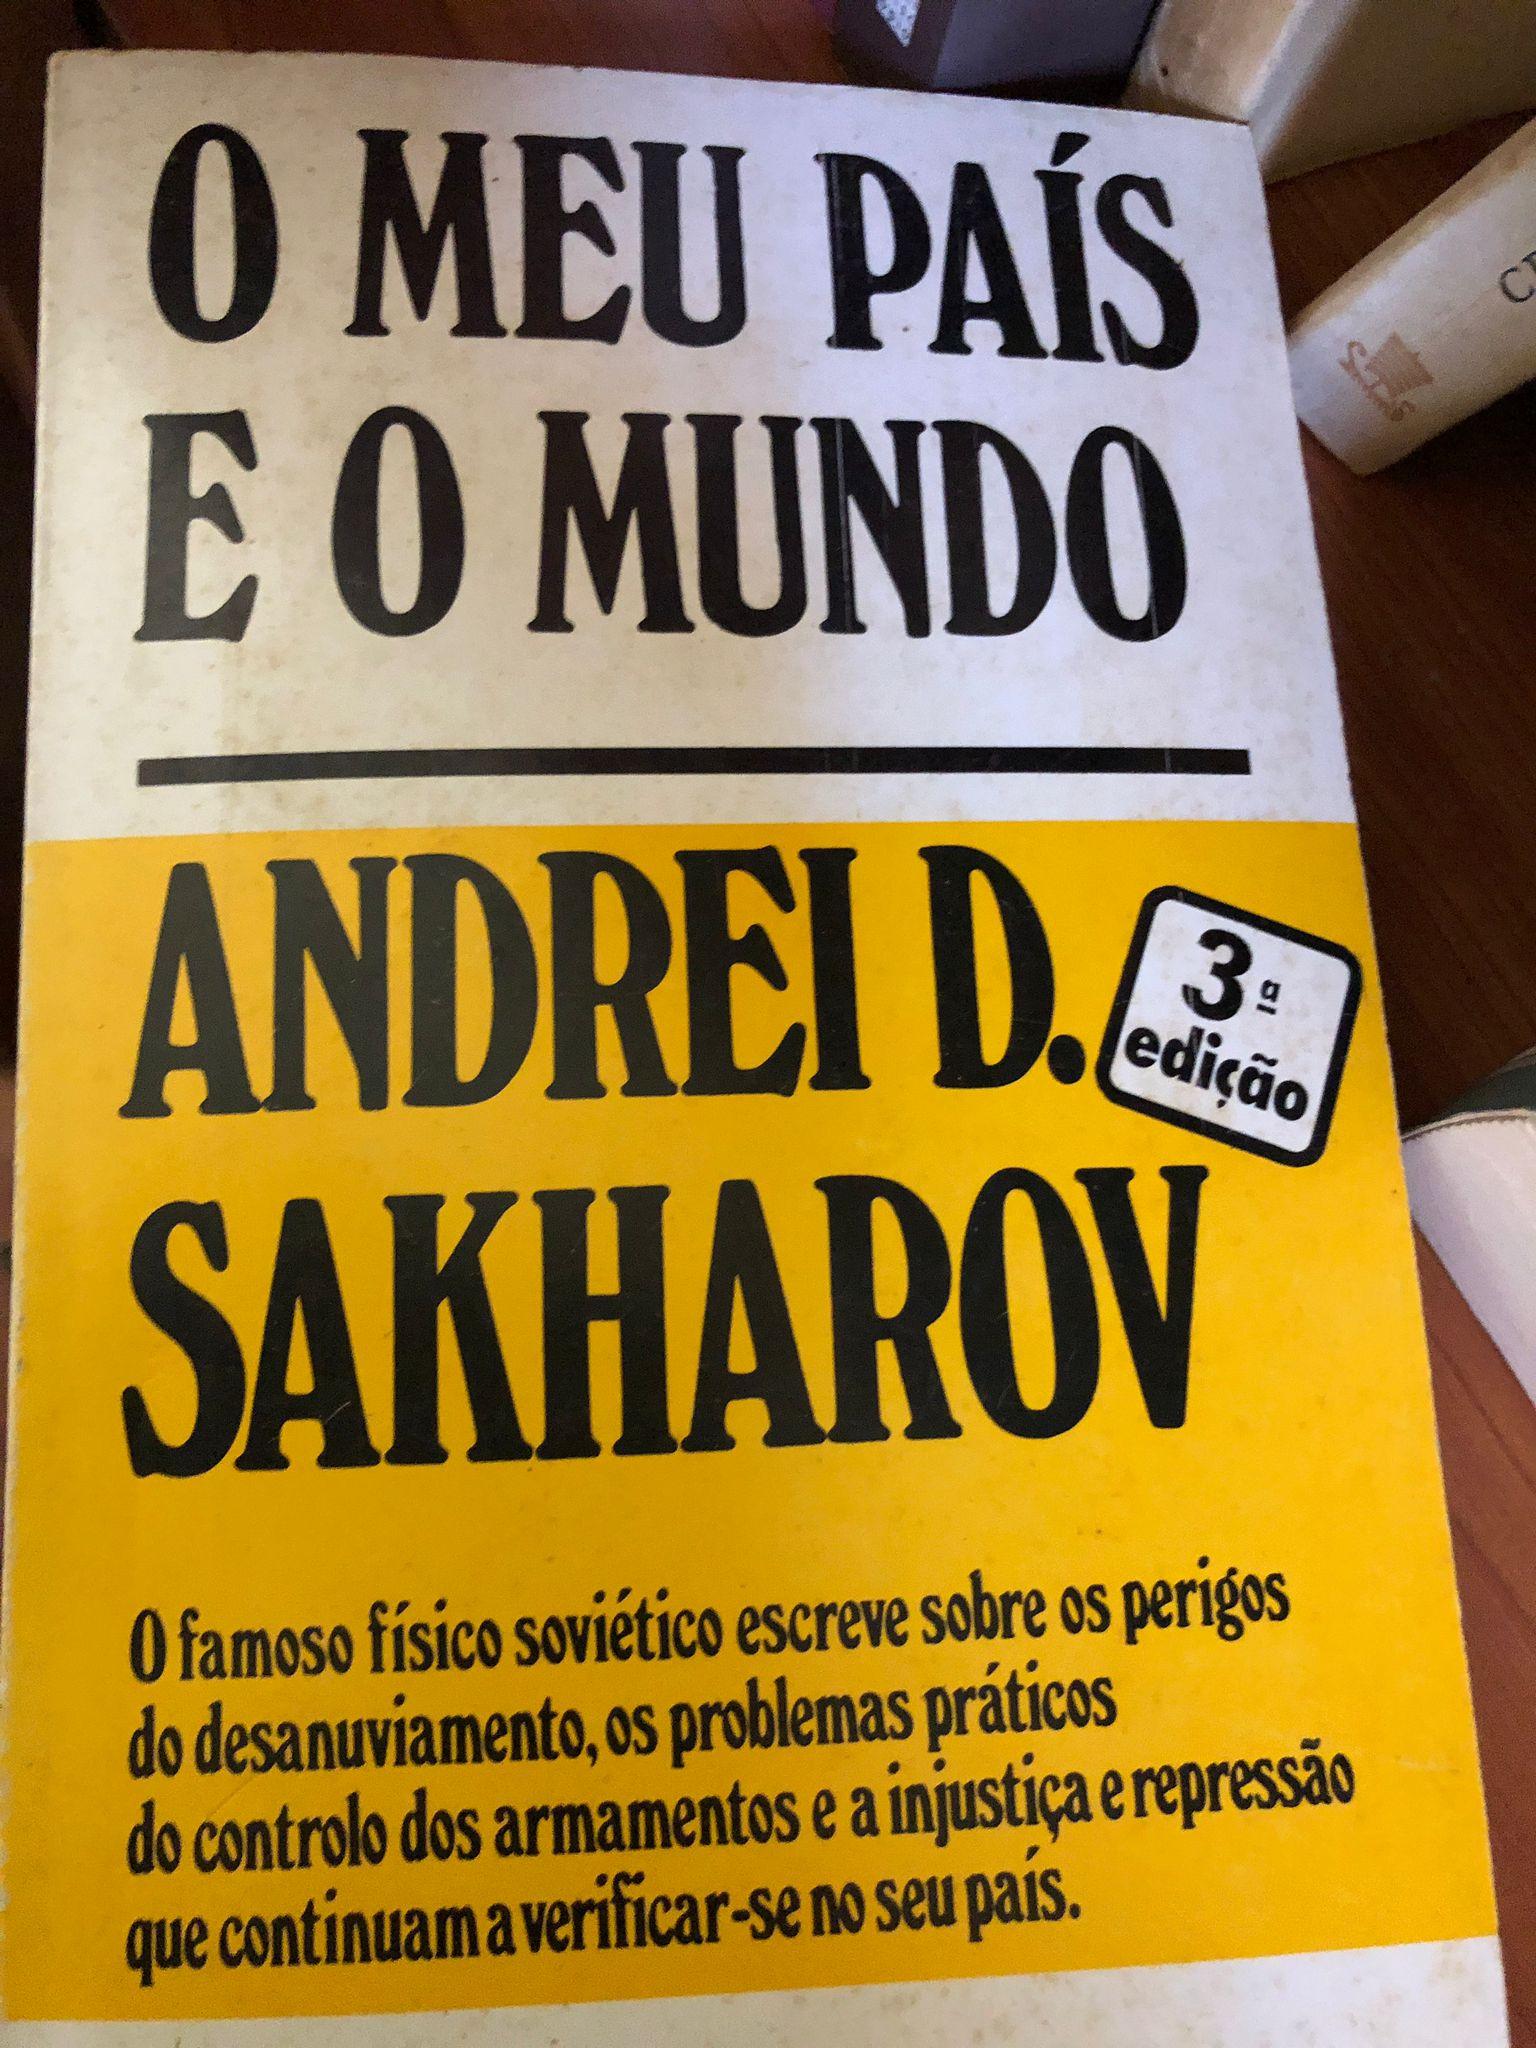 O MEU PAÍS
E O MUNDO
ANDREI D.
3ª
edição
SAKHAROV
O famoso físico soviético escreve sobre os perigos
do desanuviamento, os problemas práticos
do controlo dos armamentos e a injustiça e repressão
que continuam a verificar-se no seu país.